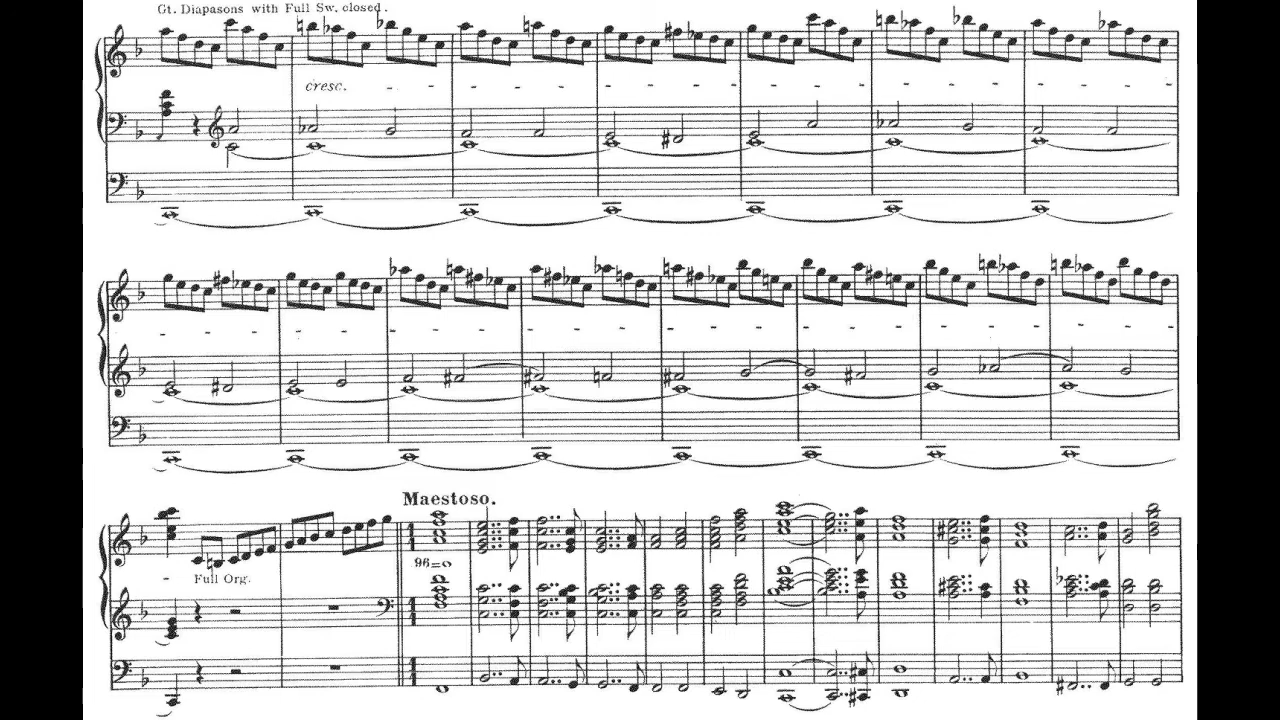 Gt. Diapasons with Full Sw. closed.
cresc.
Maestoso.
96=
Full Org.